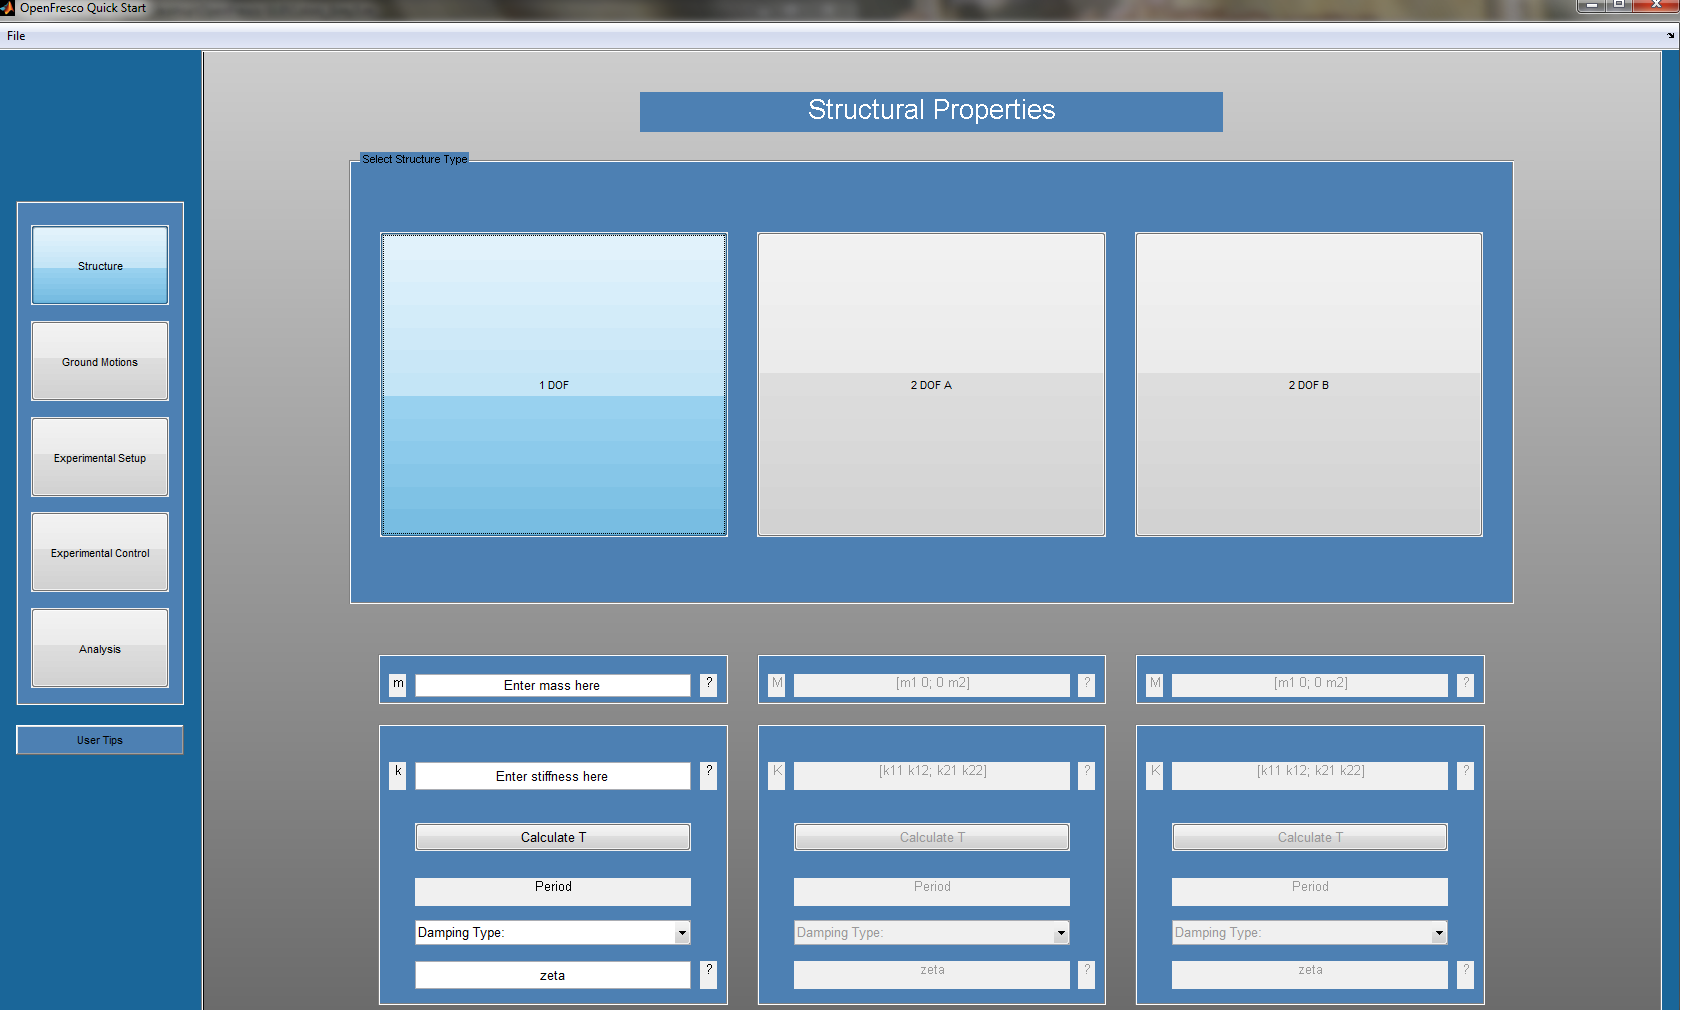 OpenFresco Quick Start
File
Structural Properties
Select Structure Type
Structure
Ground Motions
Experimental Setup
Experimental Control
Analysis
User Tips
1 DOF
2 DOF A
2 DOF B
m Enter mass here ?
M [m1 0; 0 m2] ?
M [m1 0; 0 m2] ?
k Enter stiffness here ?
K [k11 k12; k21 k22] ?
K [k11 k12; k21 k22] ?
Calculate T
Calculate T
Calculate T
Period
Period
Period
Damping Type:
Damping Type:
Damping Type:
zeta ?
zeta ?
zeta ?